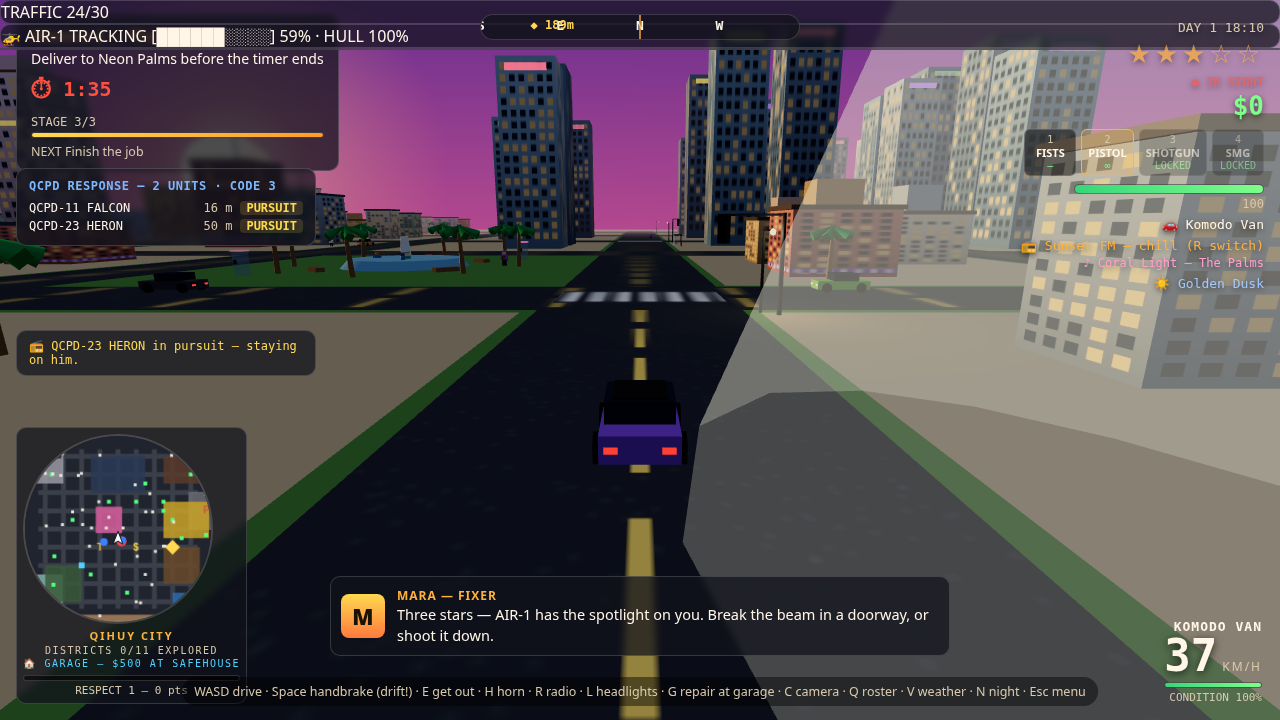 TRAFFIC 24/30
AIR-1 TRACKING [███████░░░░░] 59% · HULL 100%
◆ 189m
N
W
DAY 1 18:10
★ ★ ★ ☆ ☆
$0
Deliver to Neon Palms before the timer ends
1:35
STAGE 3/3
NEXT Finish the job
QCPD RESPONSE — 2 UNITS · CODE 3
QCPD-11 FALCON 16 m PURSUIT
QCPD-23 HERON 50 m PURSUIT
1 FISTS ∞
2 PISTOL ∞
3 SHOTGUN LOCKED
4 SMG LOCKED
100
Komodo Van
Sunset FM — chill (R switch)
♪ Coral Light — The Palms
Golden Dusk
QCPD-23 HERON in pursuit — staying
on him.
T
S
QIHUY CITY
DISTRICTS 0/11 EXPLORED
GARAGE — $500 AT SAFEHOUSE
RESPECT 1 — 0 pts
M
MARA — FIXER
Three stars — AIR-1 has the spotlight on you. Break the beam in a doorway, or
shoot it down.
WASD drive · Space handbrake (drift!) · E get out · H horn · R radio · L headlights · G repair at garage · C camera · Q roster · V weather · N night · Esc menu
KOMODO VAN
37 KM/H
CONDITION 100%